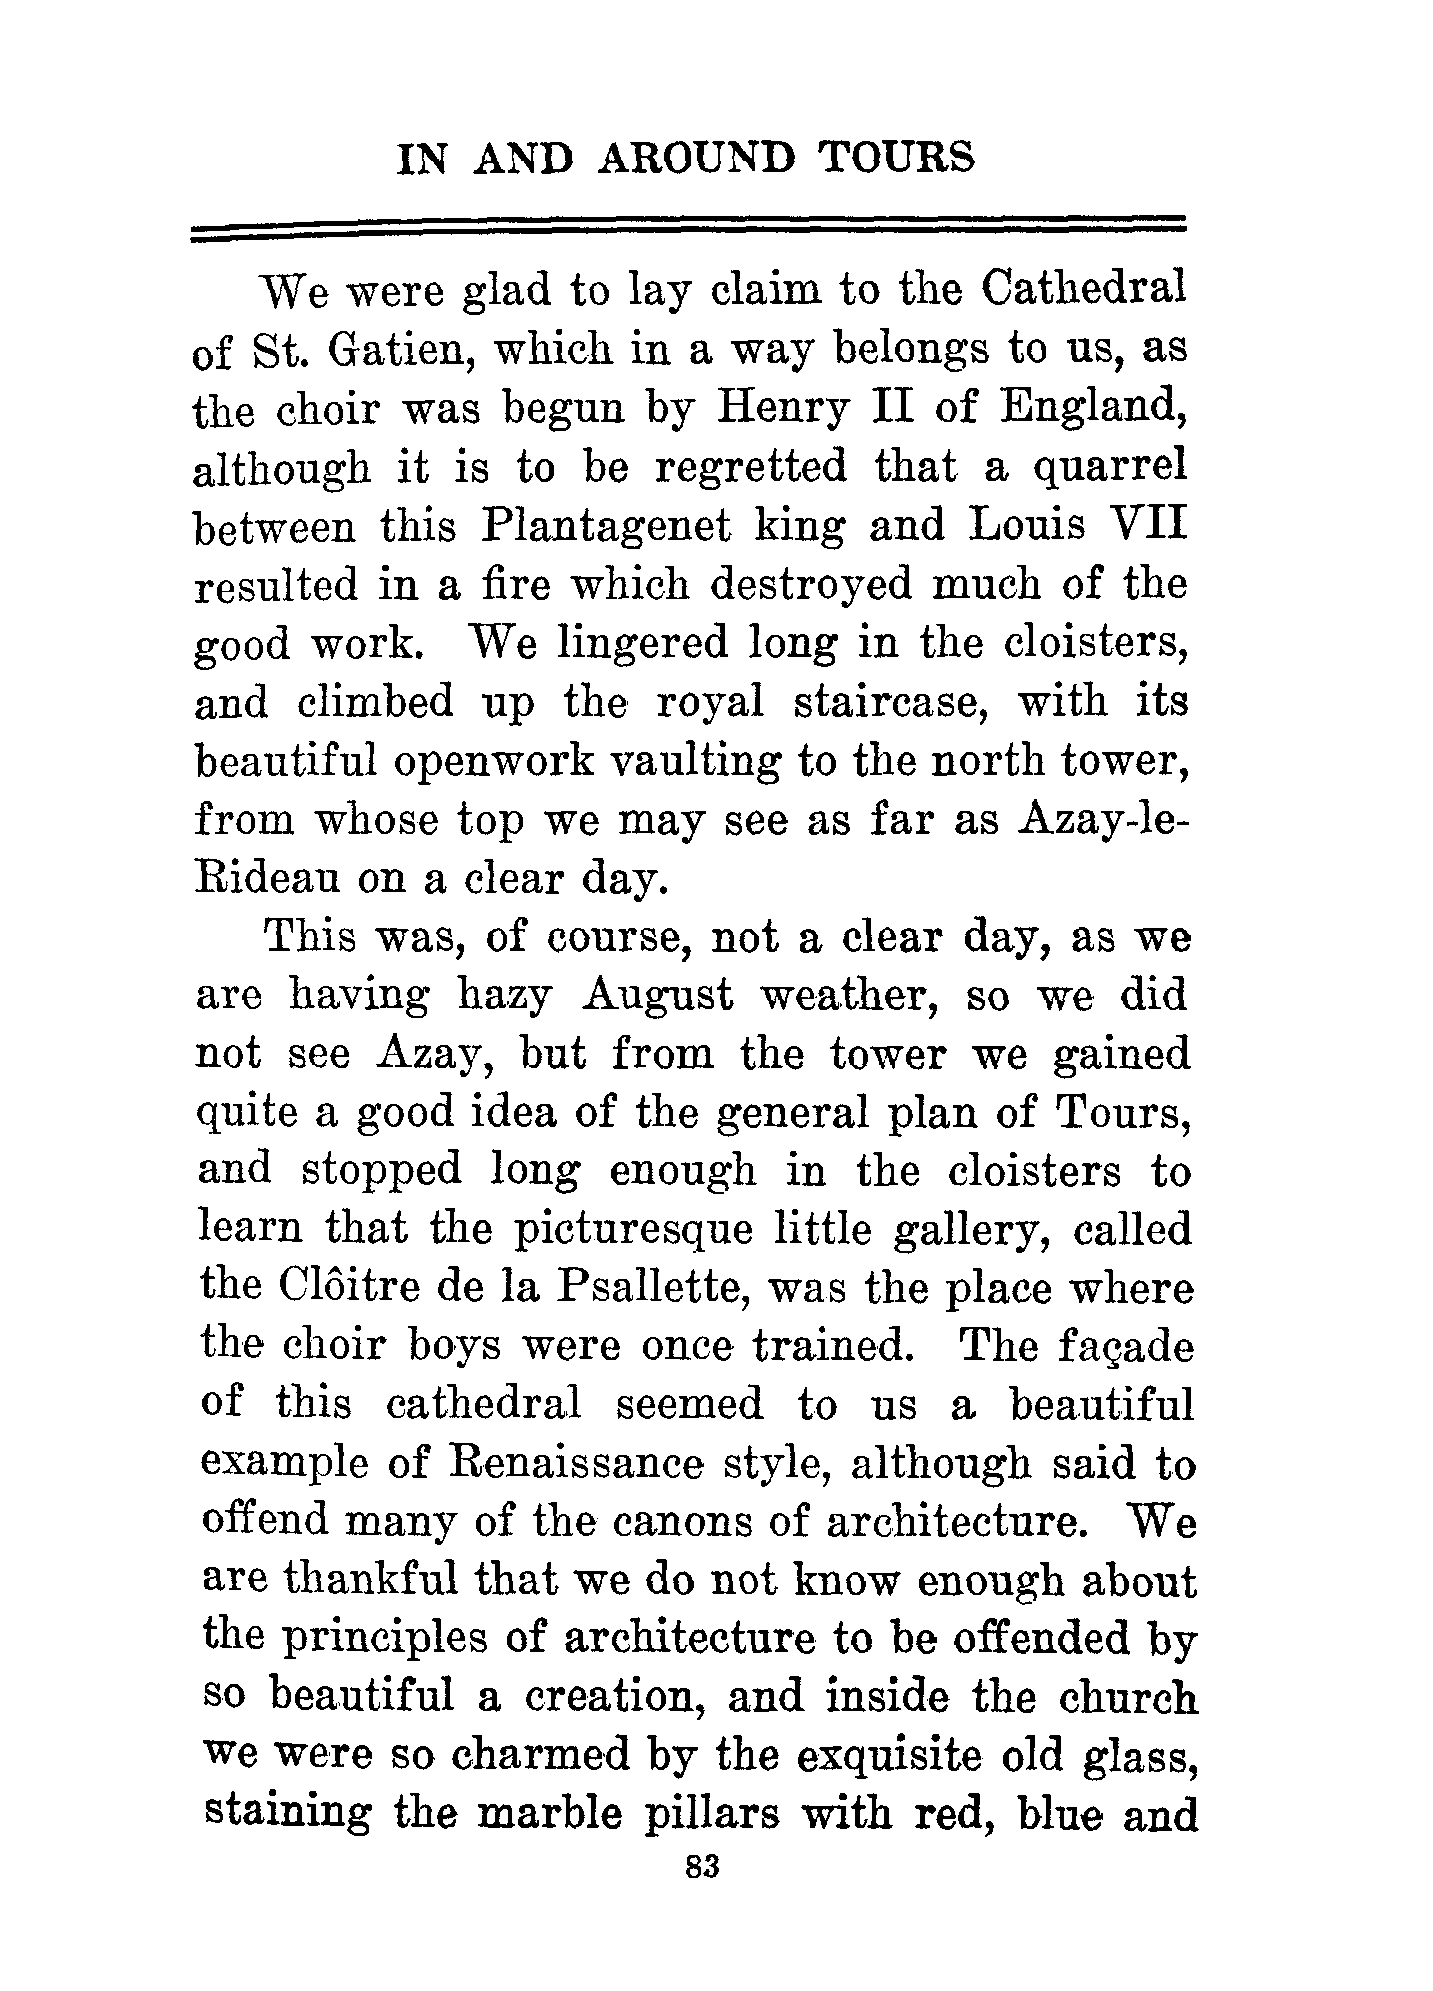 IN AND AROUND TOURS
We were glad to lay claim to the Cathedral
of St. Gatien, which in a way belongs to us, as
the choir was begun by Henry II of England,
although it is to be regretted that a quarrel
between this Plantagenet king and Louis VII
resulted in a fire which destroyed much of the
good work. We lingered long in the cloisters,
and climbed up the royal staircase, with its
beautiful openwork vaulting to the north tower,
from whose top we may see as far as Azay-le-
Rideau on a clear day.
This was, of course, not a clear day, as we
are having hazy August weather, so we did
not see Azay, but from the tower we gained
quite a good idea of the general plan of Tours,
and stopped long enough in the cloisters to
learn that the picturesque little gallery, called
the Clôitre de la Psallette, was the place where
the choir boys were once trained. The façade
of this cathedral seemed to us a beautiful
example of Renaissance style, although said to
offend many of the canons of architecture. We
are thankful that we do not know enough about
the principles of architecture to be offended by
so beautiful a creation, and inside the church
we were so charmed by the exquisite old glass,
staining the marble pillars with red, blue and
83